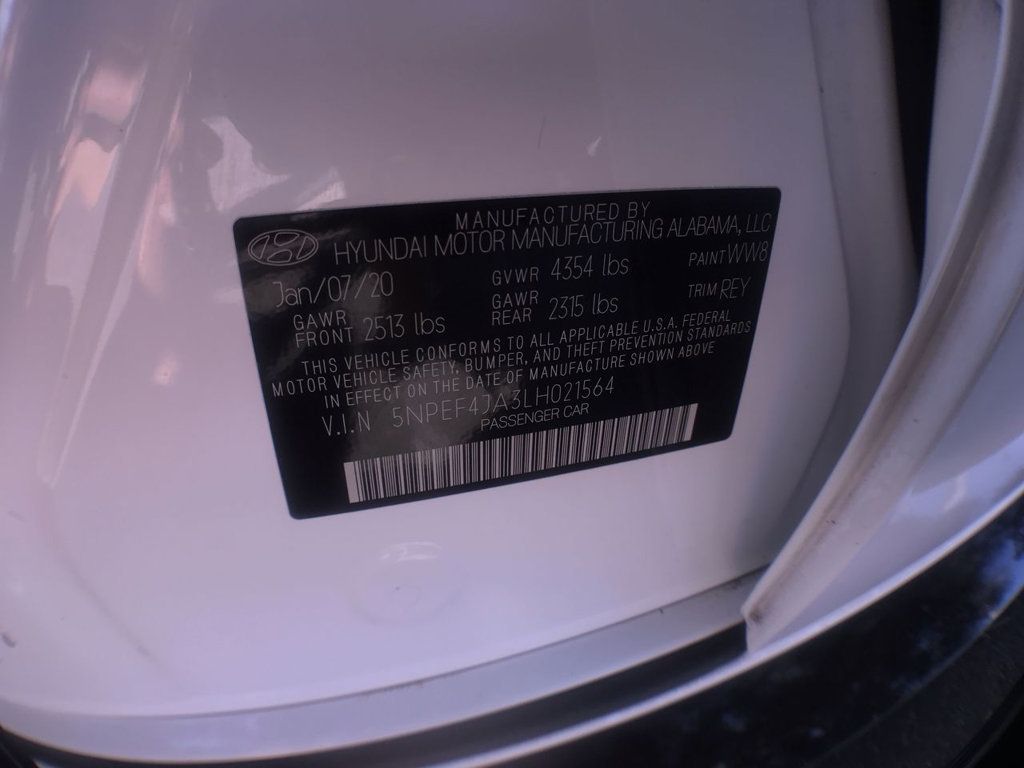 MANUFACTURED BY
HYUNDAI MOTOR MANUFACTURING ALABAMA, LLC
Jan/07/20 GVWR 4354 lbs PAINT WW8
GAWR FRONT 2513 lbs GAWR REAR 2315 lbs TRIM REY
THIS VEHICLE CONFORMS TO ALL APPLICABLE U.S.A. FEDERAL
MOTOR VEHICLE SAFETY, BUMPER, AND THEFT PREVENTION STANDARDS
IN EFFECT ON THE DATE OF MANUFACTURE SHOWN ABOVE
V.I.N 5NPEF4JA3LH021564
PASSENGER CAR